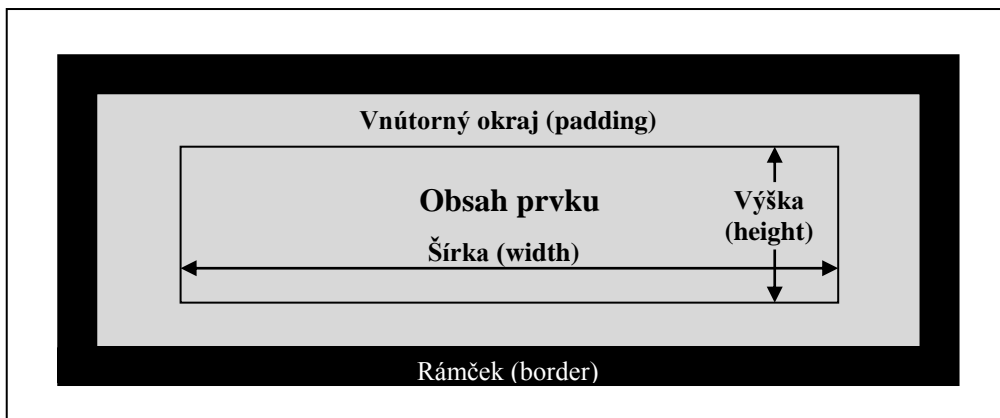 Vnútorný okraj (padding)
Obsah prvku
Výška
(height)
Šírka (width)
Rámček (border)